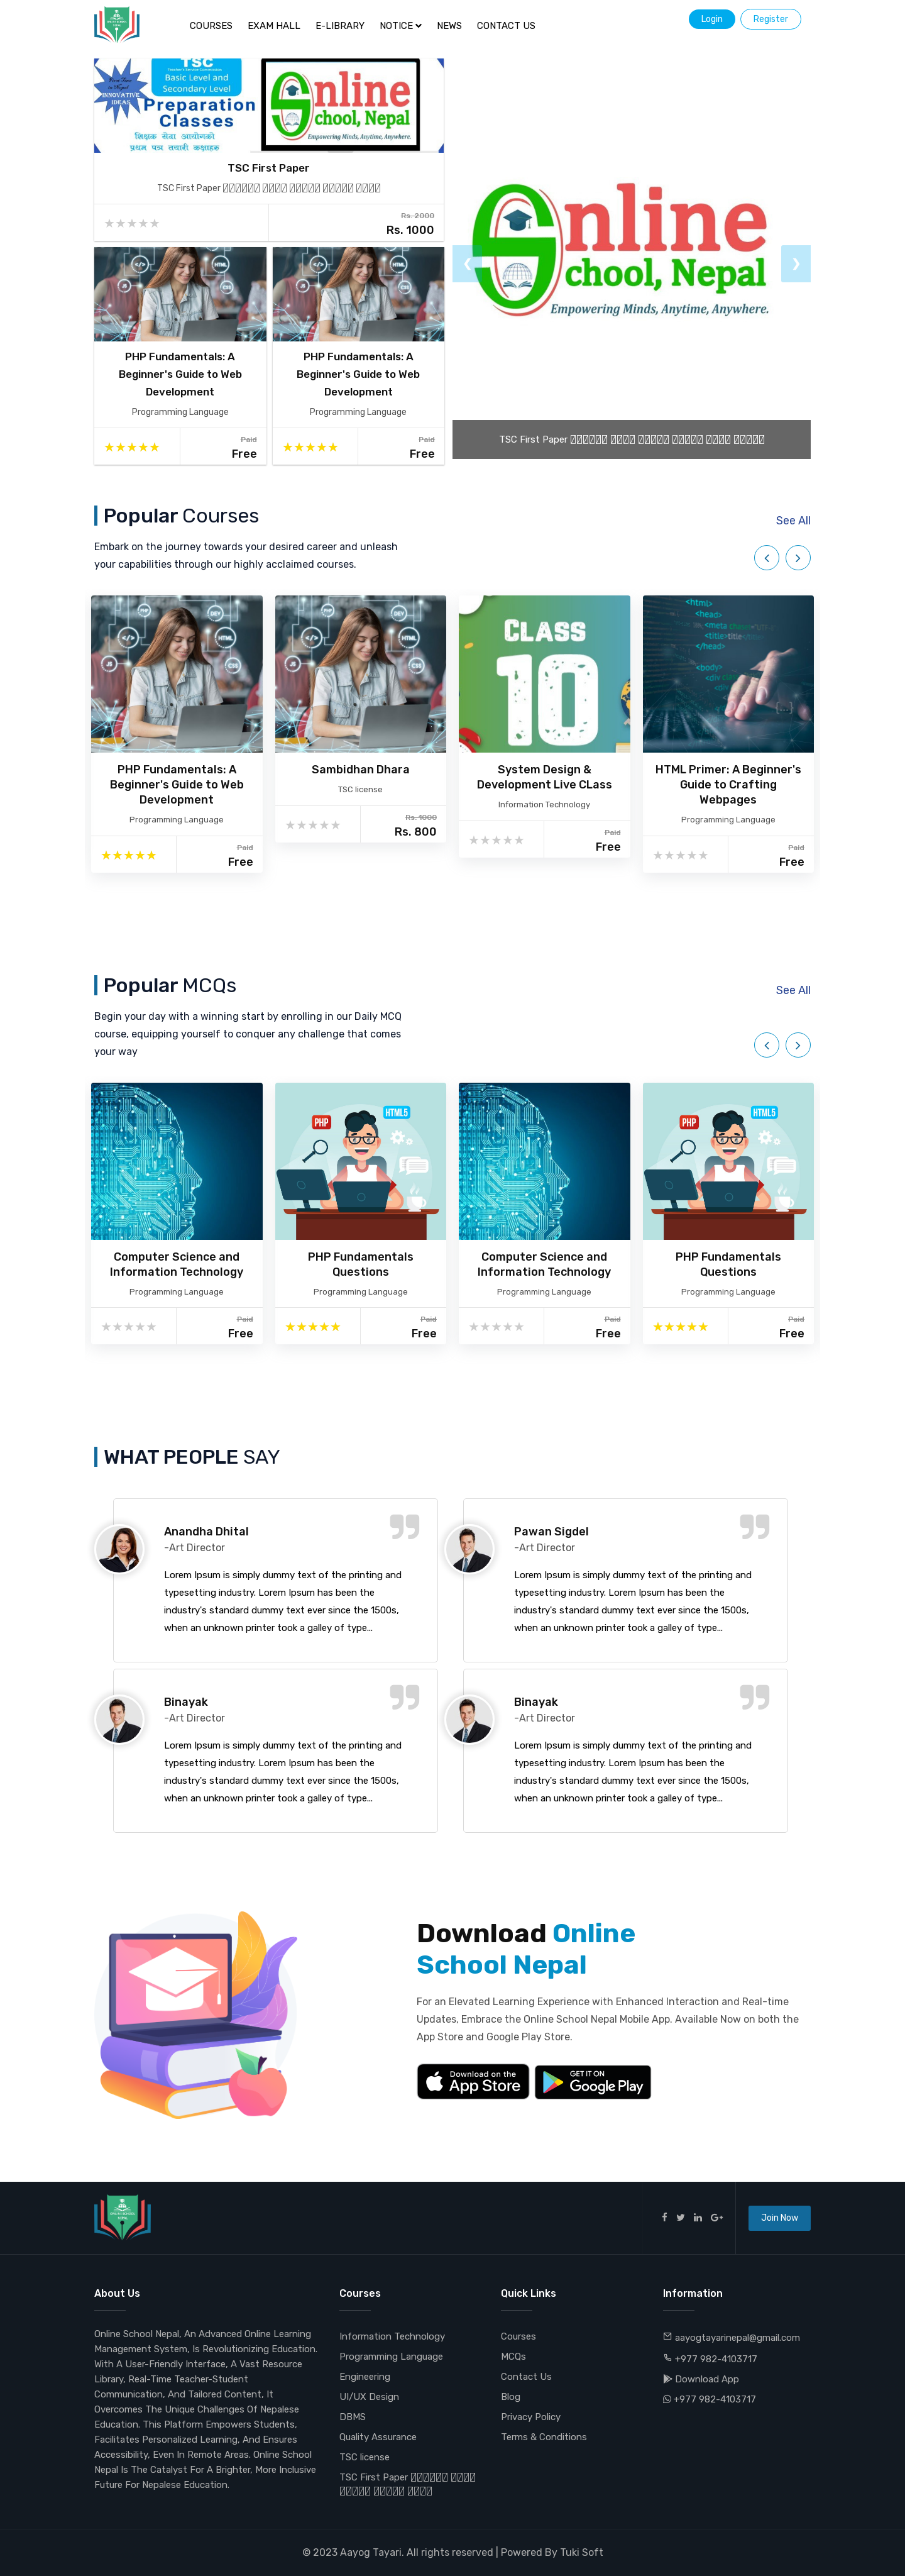 COURSES EXAM HALL E-LIBRARY NOTICE NEWS CONTACT US
Login Register
INNOVATIVE
IDEAS
TSC
Basic Level and
Secondary Level
Preparation
Classes
शिक्षक सेवा आयोगको
प्रथम पत्र तयारी कक्षाहरु
Online
School, Nepal
Empowering Minds, Anytime, Anywhere.
TSC First Paper
TSC First Paper
Rs. 2000
Rs. 1000
PHP Fundamentals: A
Beginner's Guide to Web
Development
Programming Language
Paid
Free
PHP Fundamentals: A
Beginner's Guide to Web
Development
Programming Language
Paid
Free
Online
School, Nepal
Empowering Minds, Anytime, Anywhere.
TSC First Paper
Popular Courses
See All
Embark on the journey towards your desired career and unleash
your capabilities through our highly acclaimed courses.
PHP Fundamentals: A
Beginner's Guide to Web
Development
Programming Language
Paid
Free
Sambidhan Dhara
TSC license
Rs. 1000
Rs. 800
CLASS
10
System Design &
Development Live CLass
Information Technology
Paid
Free
<html>
<head>
<title>
</head>
<body>
HTML Primer: A Beginner's
Guide to Crafting
Webpages
Programming Language
Paid
Free
Popular MCQs
See All
Begin your day with a winning start by enrolling in our Daily MCQ
course, equipping yourself to conquer any challenge that comes
your way
Computer Science and
Information Technology
Programming Language
Paid
Free
PHP HTML5
PHP Fundamentals
Questions
Programming Language
Paid
Free
Computer Science and
Information Technology
Programming Language
Paid
Free
PHP HTML5
PHP Fundamentals
Questions
Programming Language
Paid
Free
WHAT PEOPLE SAY
Anandha Dhital
-Art Director
Lorem Ipsum is simply dummy text of the printing and
typesetting industry. Lorem Ipsum has been the
industry's standard dummy text ever since the 1500s,
when an unknown printer took a galley of type...
Pawan Sigdel
-Art Director
Lorem Ipsum is simply dummy text of the printing and
typesetting industry. Lorem Ipsum has been the
industry's standard dummy text ever since the 1500s,
when an unknown printer took a galley of type...
Binayak
-Art Director
Lorem Ipsum is simply dummy text of the printing and
typesetting industry. Lorem Ipsum has been the
industry's standard dummy text ever since the 1500s,
when an unknown printer took a galley of type...
Binayak
-Art Director
Lorem Ipsum is simply dummy text of the printing and
typesetting industry. Lorem Ipsum has been the
industry's standard dummy text ever since the 1500s,
when an unknown printer took a galley of type...
Download Online
School Nepal
For an Elevated Learning Experience with Enhanced Interaction and Real-time
Updates, Embrace the Online School Nepal Mobile App. Available Now on both the
App Store and Google Play Store.
Download on the
App Store
GET IT ON
Google Play
Join Now
About Us
Online School Nepal, An Advanced Online Learning
Management System, Is Revolutionizing Education.
With A User-Friendly Interface, A Vast Resource
Library, Real-Time Teacher-Student
Communication, And Tailored Content, It
Overcomes The Unique Challenges Of Nepalese
Education. This Platform Empowers Students,
Facilitates Personalized Learning, And Ensures
Accessibility, Even In Remote Areas. Online School
Nepal Is The Catalyst For A Brighter, More Inclusive
Future For Nepalese Education.
Courses
Information Technology
Programming Language
Engineering
UI/UX Design
DBMS
Quality Assurance
TSC license
TSC First Paper
Quick Links
Courses
MCQs
Contact Us
Blog
Privacy Policy
Terms & Conditions
Information
aayogtayarinepal@gmail.com
+977 982-4103717
Download App
+977 982-4103717
© 2023 Aayog Tayari. All rights reserved | Powered By Tuki Soft